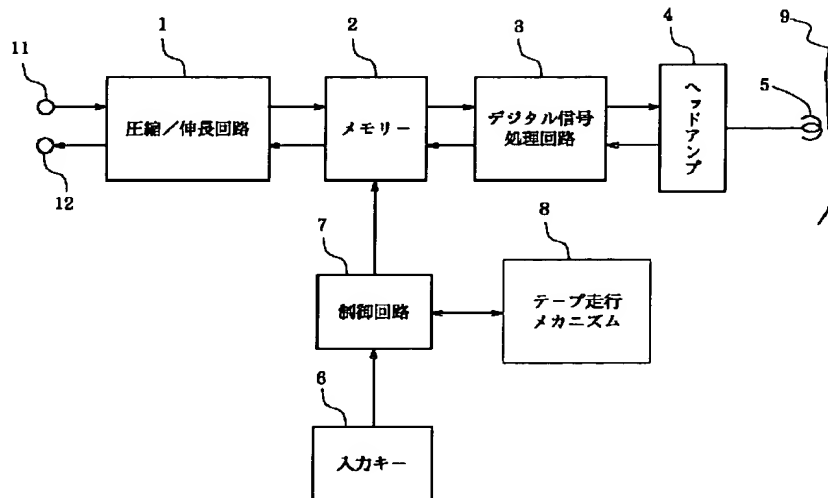 1
2
3
4
9
11
5
圧縮／伸長回路
メモリー
デジタル信号
処理回路
ヘッドアンプ
12
7
8
制御回路
テープ走行
メカニズム
6
入力キー